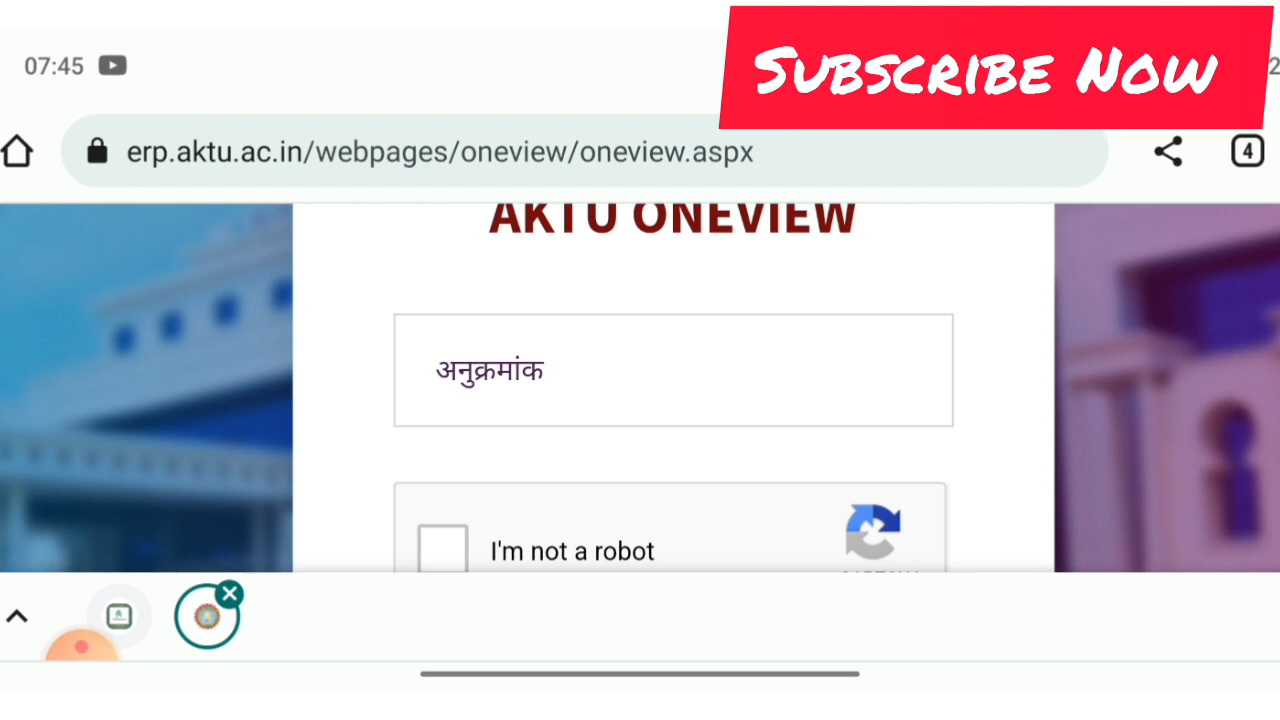 07:45
SUBSCRIBE NOW
erp.aktu.ac.in/webpages/oneview/oneview.aspx
4
AKTU ONEVIEW
अनुक्रमांक
I'm not a robot